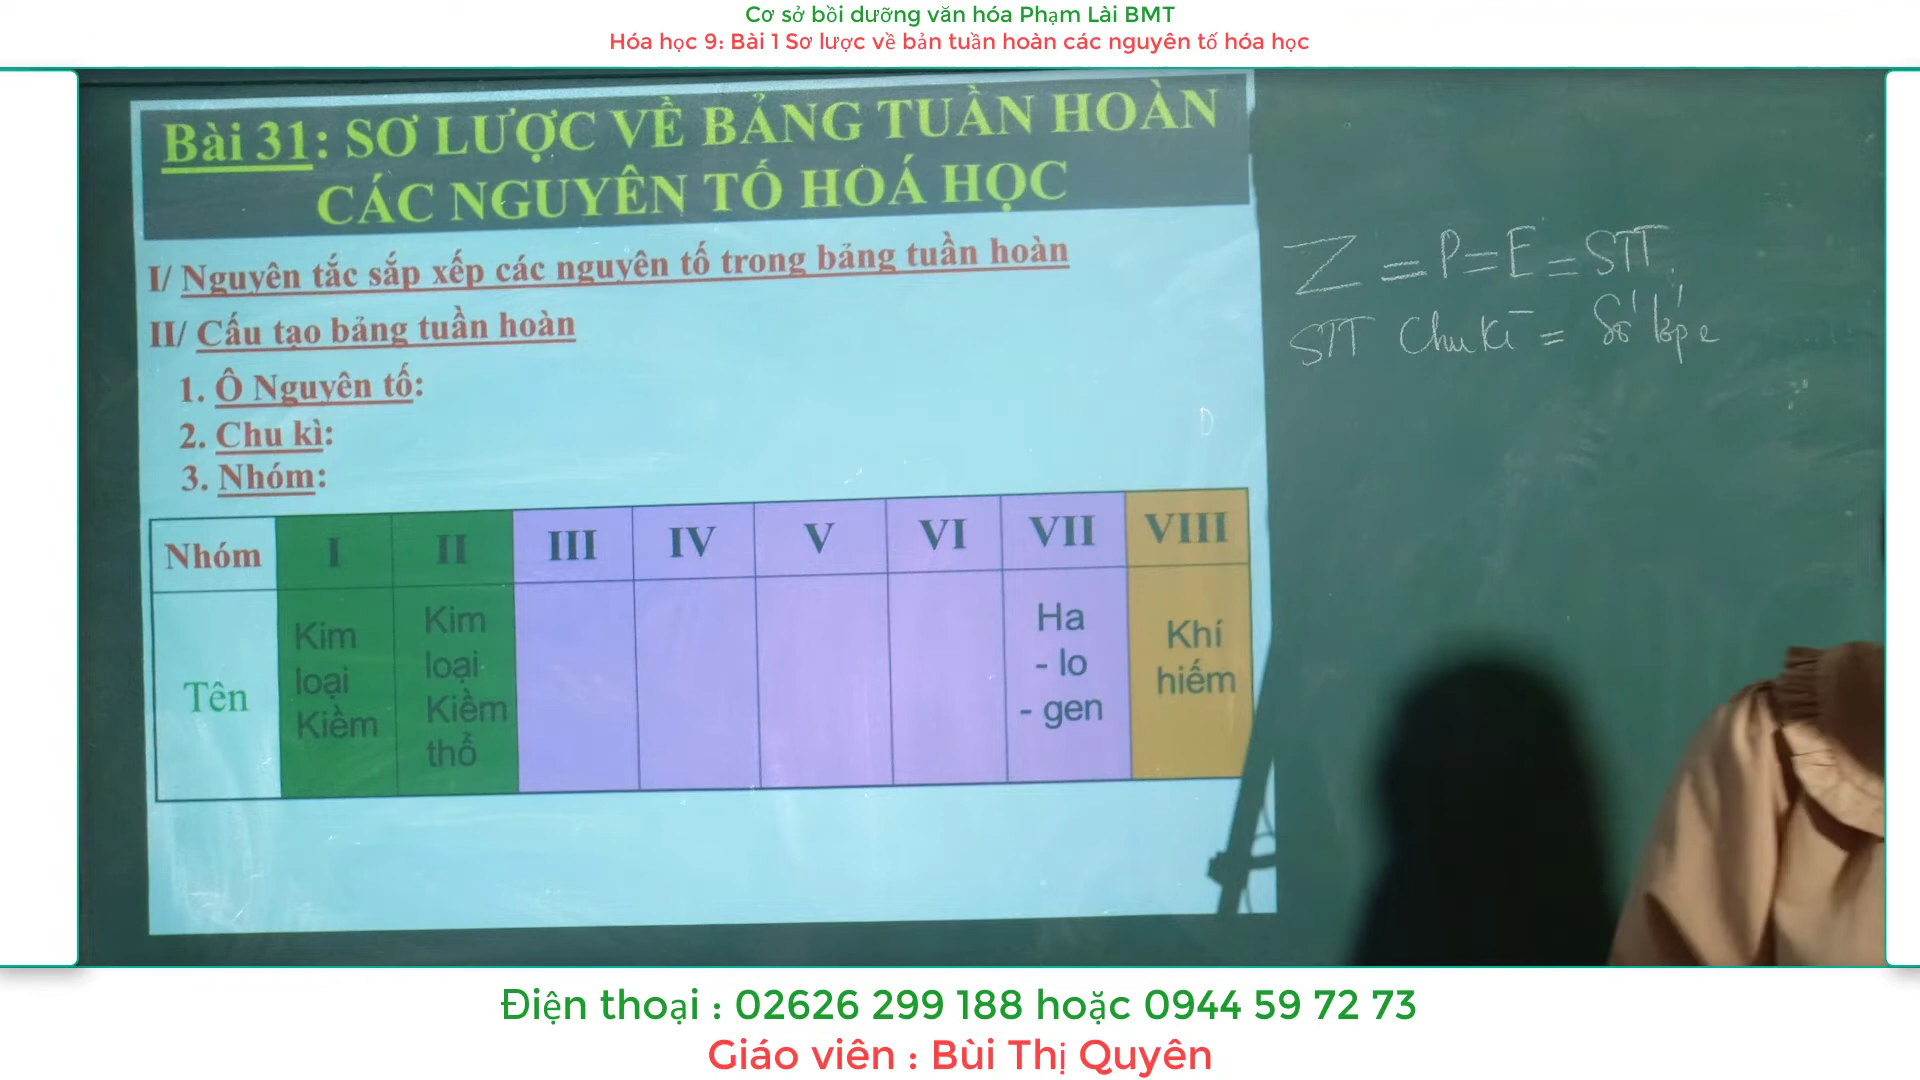 Cơ sở bồi dưỡng văn hóa Phạm Lài BMT
Hóa học 9: Bài 1 Sơ lược về bản tuần hoàn các nguyên tố hóa học
Bài 31: SƠ LƯỢC VỀ BẢNG TUẦN HOÀN
CÁC NGUYÊN TỐ HOÁ HỌC
I/ Nguyên tắc sắp xếp các nguyên tố trong bảng tuần hoàn
II/ Cấu tạo bảng tuần hoàn
1. Ô Nguyên tố:
2. Chu kì:
3. Nhóm:
Nhóm I II III IV V VI VII VIII
Tên
Kim
loại
Kiềm
Kim
loại
Kiềm
thổ
Ha
- lo
- gen
Khí
hiếm
Z = P = E = STT
STT Chu kì = Số lớp e
Điện thoại : 02626 299 188 hoặc 0944 59 72 73
Giáo viên : Bùi Thị Quyên